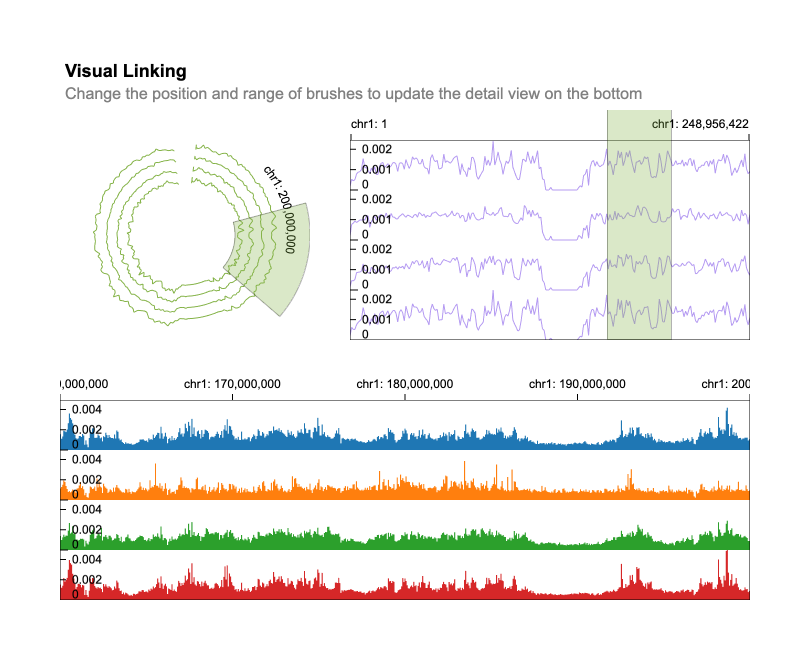 Visual Linking
Change the position and range of brushes to update the detail view on the bottom
chr1: 200,000,000
chr1: 1
chr1: 248,956,422
0.002
0.001
0
0.002
0.001
0
0.002
0.001
0
0.002
0.001
0
),000,000
chr1: 170,000,000
chr1: 180,000,000
chr1: 190,000,000
chr1: 200
0.004
0.002
0
0.004
0.002
0
0.004
0.002
0
0.004
0.002
0